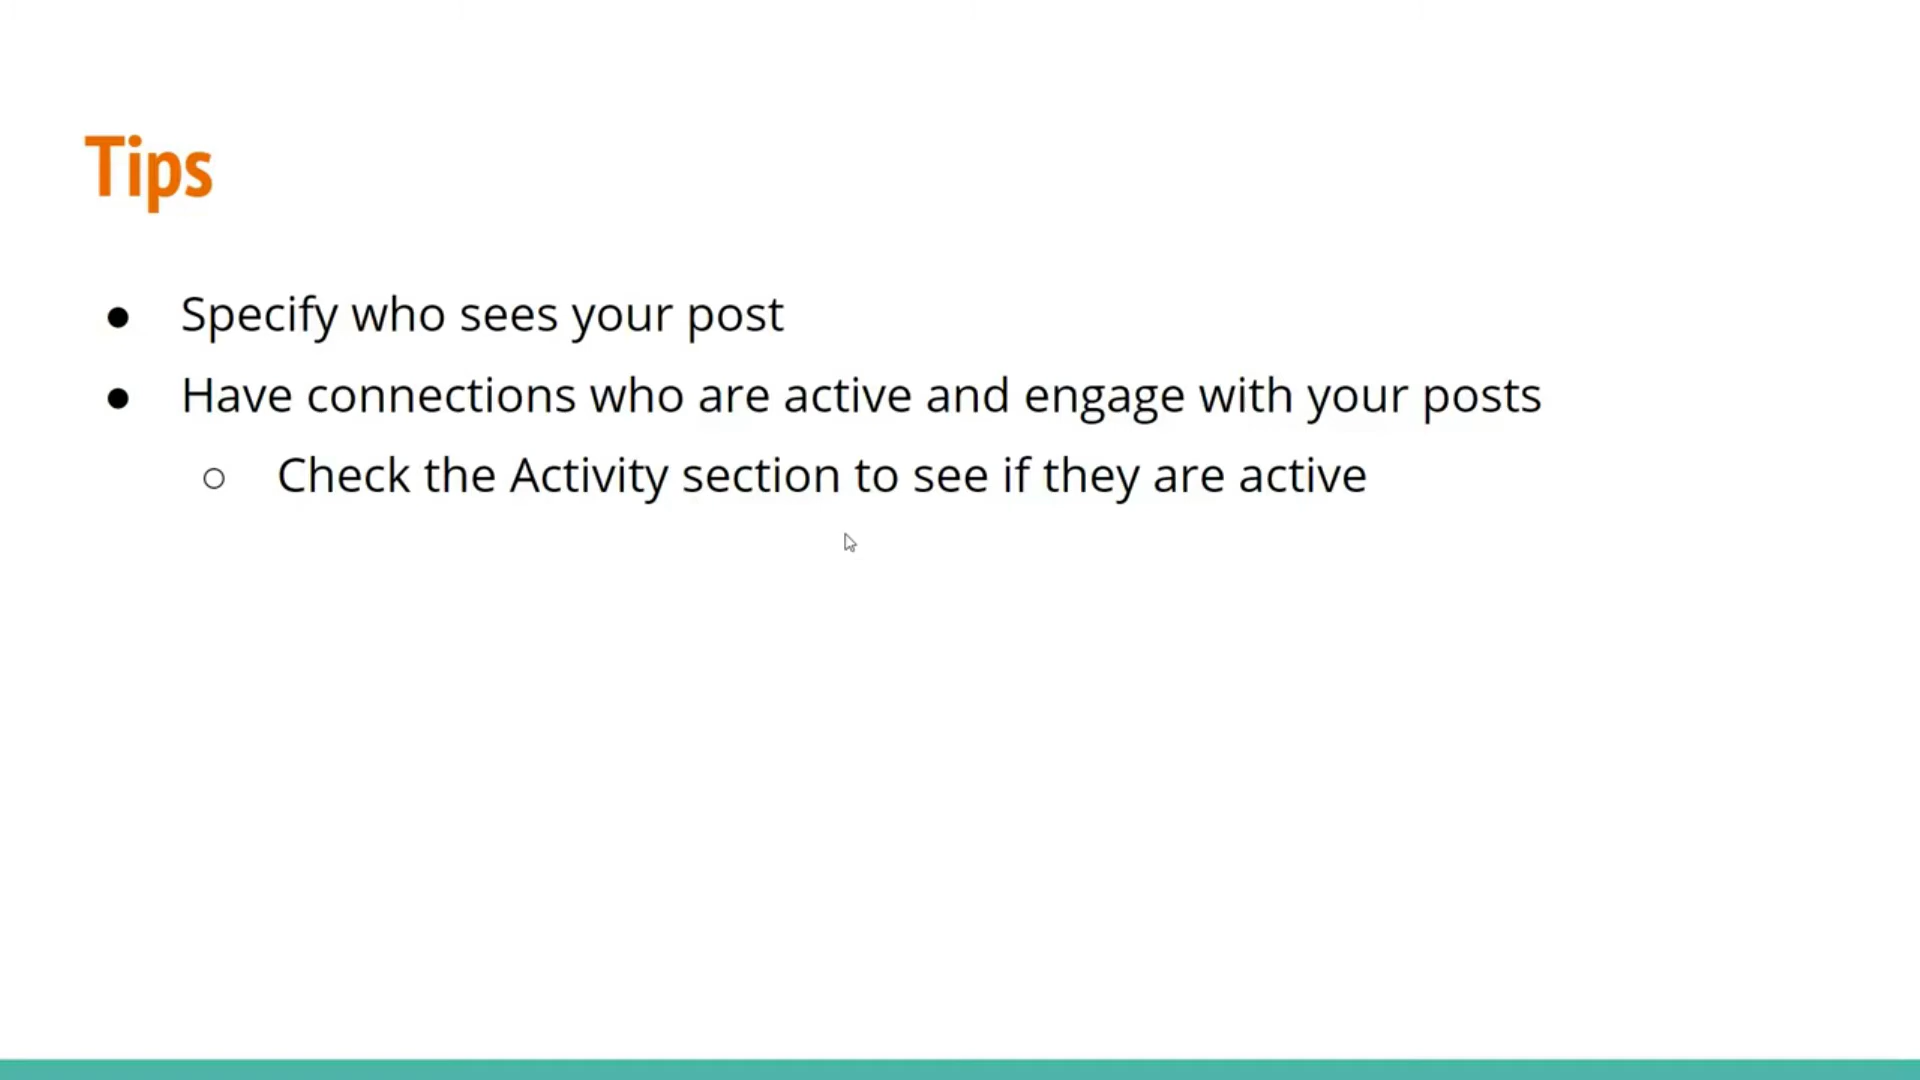 Tips
● Specify who sees your post
● Have connections who are active and engage with your posts
○ Check the Activity section to see if they are active